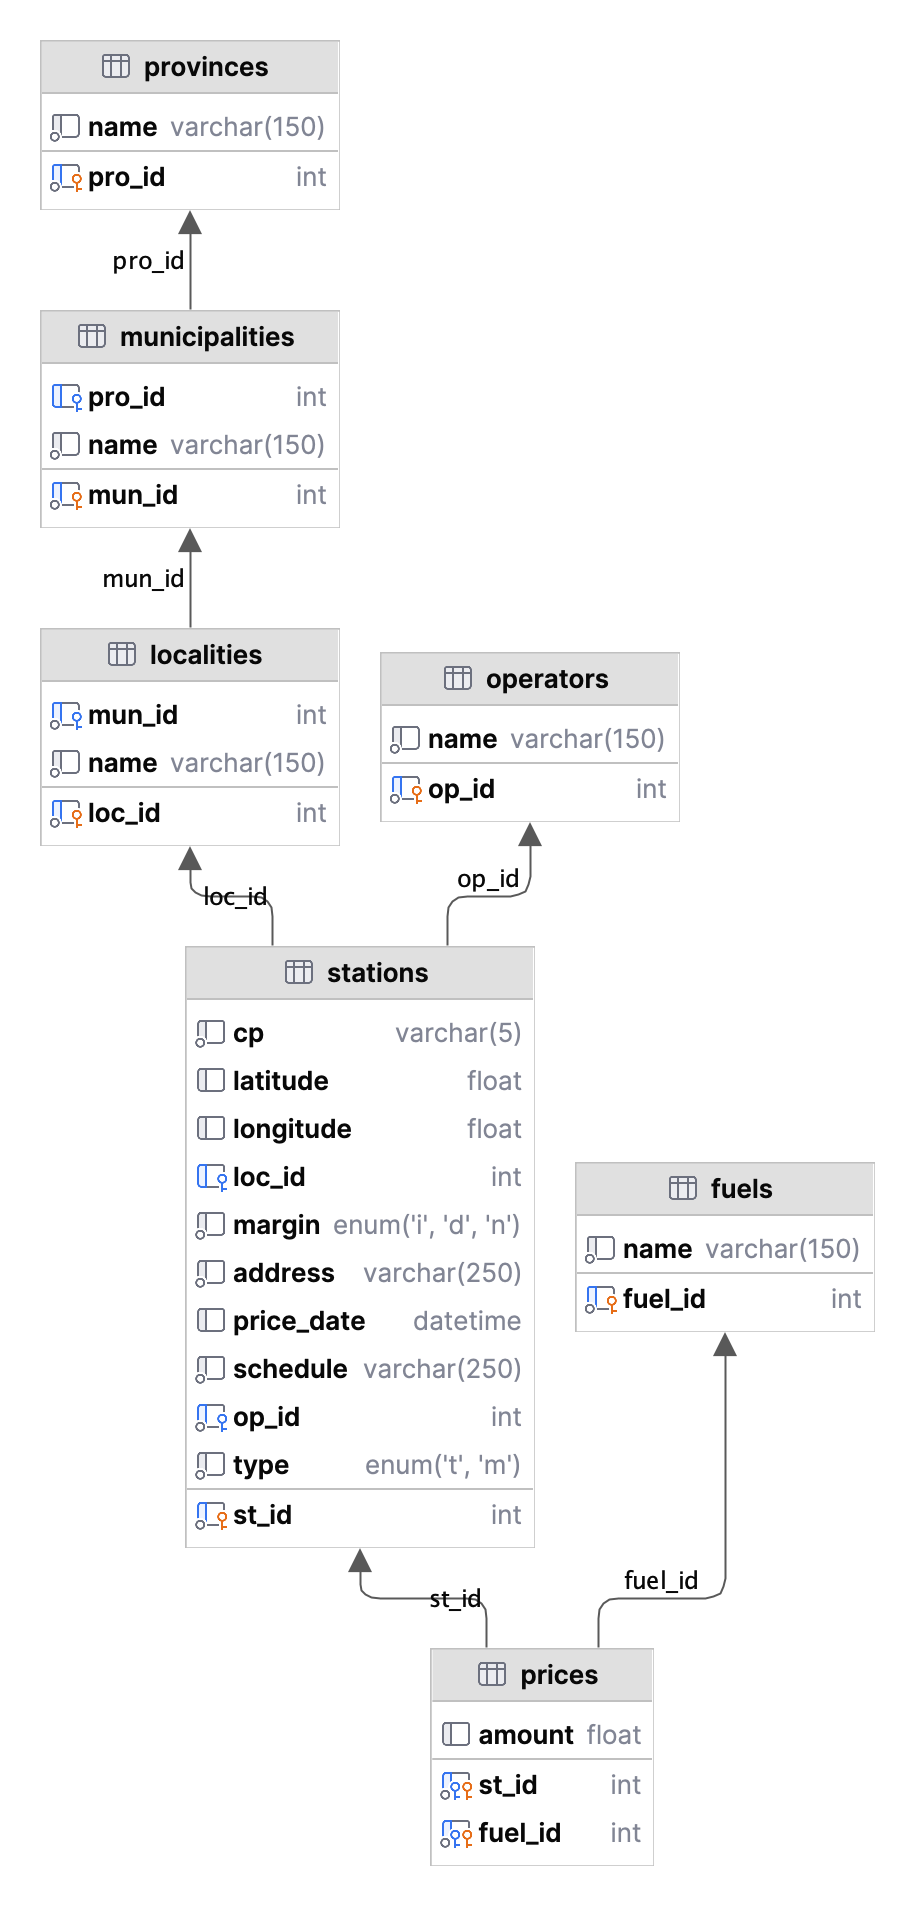 provinces
name varchar(150)
pro_id int
pro_id
municipalities
pro_id int
name varchar(150)
mun_id int
mun_id
localities
mun_id int
name varchar(150)
loc_id int
operators
name varchar(150)
op_id int
loc_id
op_id
stations
cp varchar(5)
latitude float
longitude float
loc_id int
margin enum('i', 'd', 'n')
address varchar(250)
price_date datetime
schedule varchar(250)
op_id int
type enum('t', 'm')
st_id int
fuels
name varchar(150)
fuel_id int
st_id
fuel_id
prices
amount float
st_id int
fuel_id int